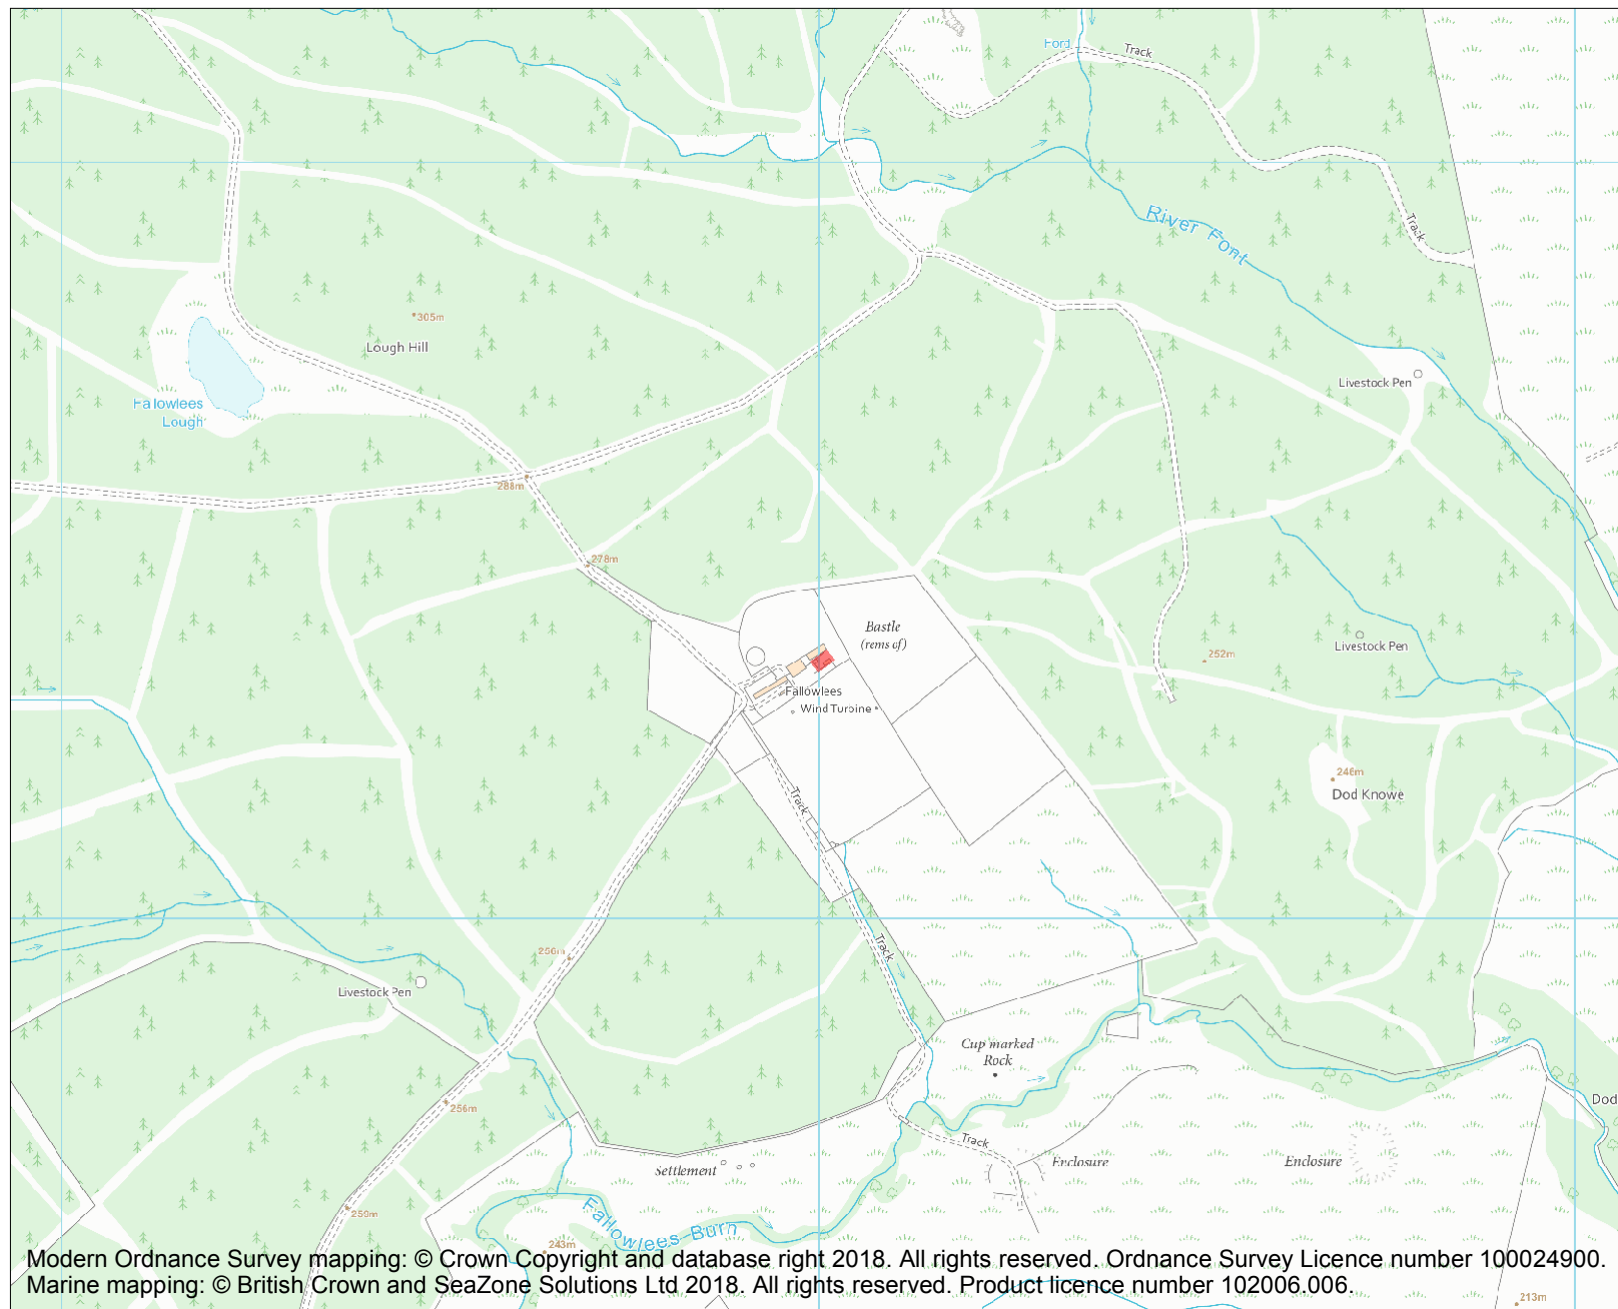 Ford
Track
River Font
Track
305m
Lough Hill
Livestock Pen
Fallowlees
Lough
288m
278m
Bastle
(rems of)
252m
Livestock Pen
Fallowlees
Wind Turbine
246m
Dod Knowe
Track
256m
Track
Livestock Pen
Cup marked
Rock
256m
Dod
Track
Settlement
Enclosure
Enclosure
259m
Fallowlees Burn
243m
Modern Ordnance Survey mapping: © Crown Copyright and database right 2018. All rights reserved. Ordnance Survey Licence number 100024900.
Marine mapping: © British Crown and SeaZone Solutions Ltd 2018. All rights reserved. Product licence number 102006.006.
213m